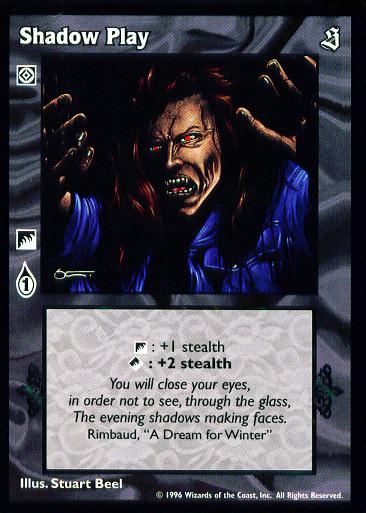 Shadow Play
1
: +1 stealth
: +2 stealth
You will close your eyes,
in order not to see, through the glass,
The evening shadows making faces.
Rimbaud, "A Dream for Winter"
Illus. Stuart Beel
© 1996 Wizards of the Coast, Inc. All Rights Reserved.